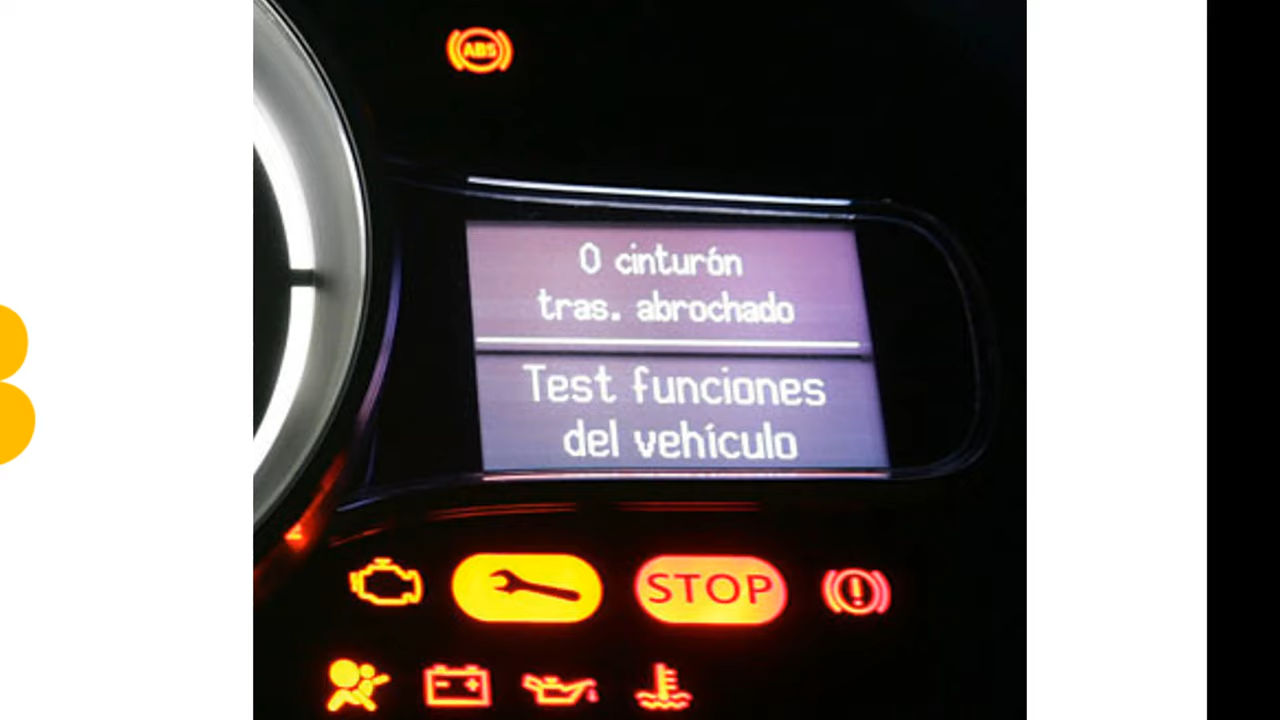 ABS
0 cinturón
tras. abrochado
Test funciones
del vehículo
STOP